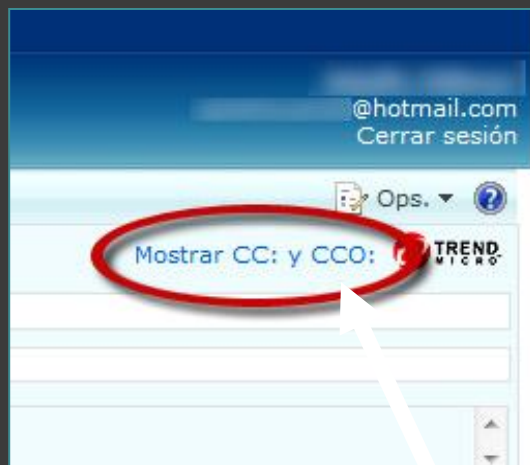 @hotmail.com
Cerrar sesión
Ops.
Mostrar CC: y CCO:
TREND
MICRO